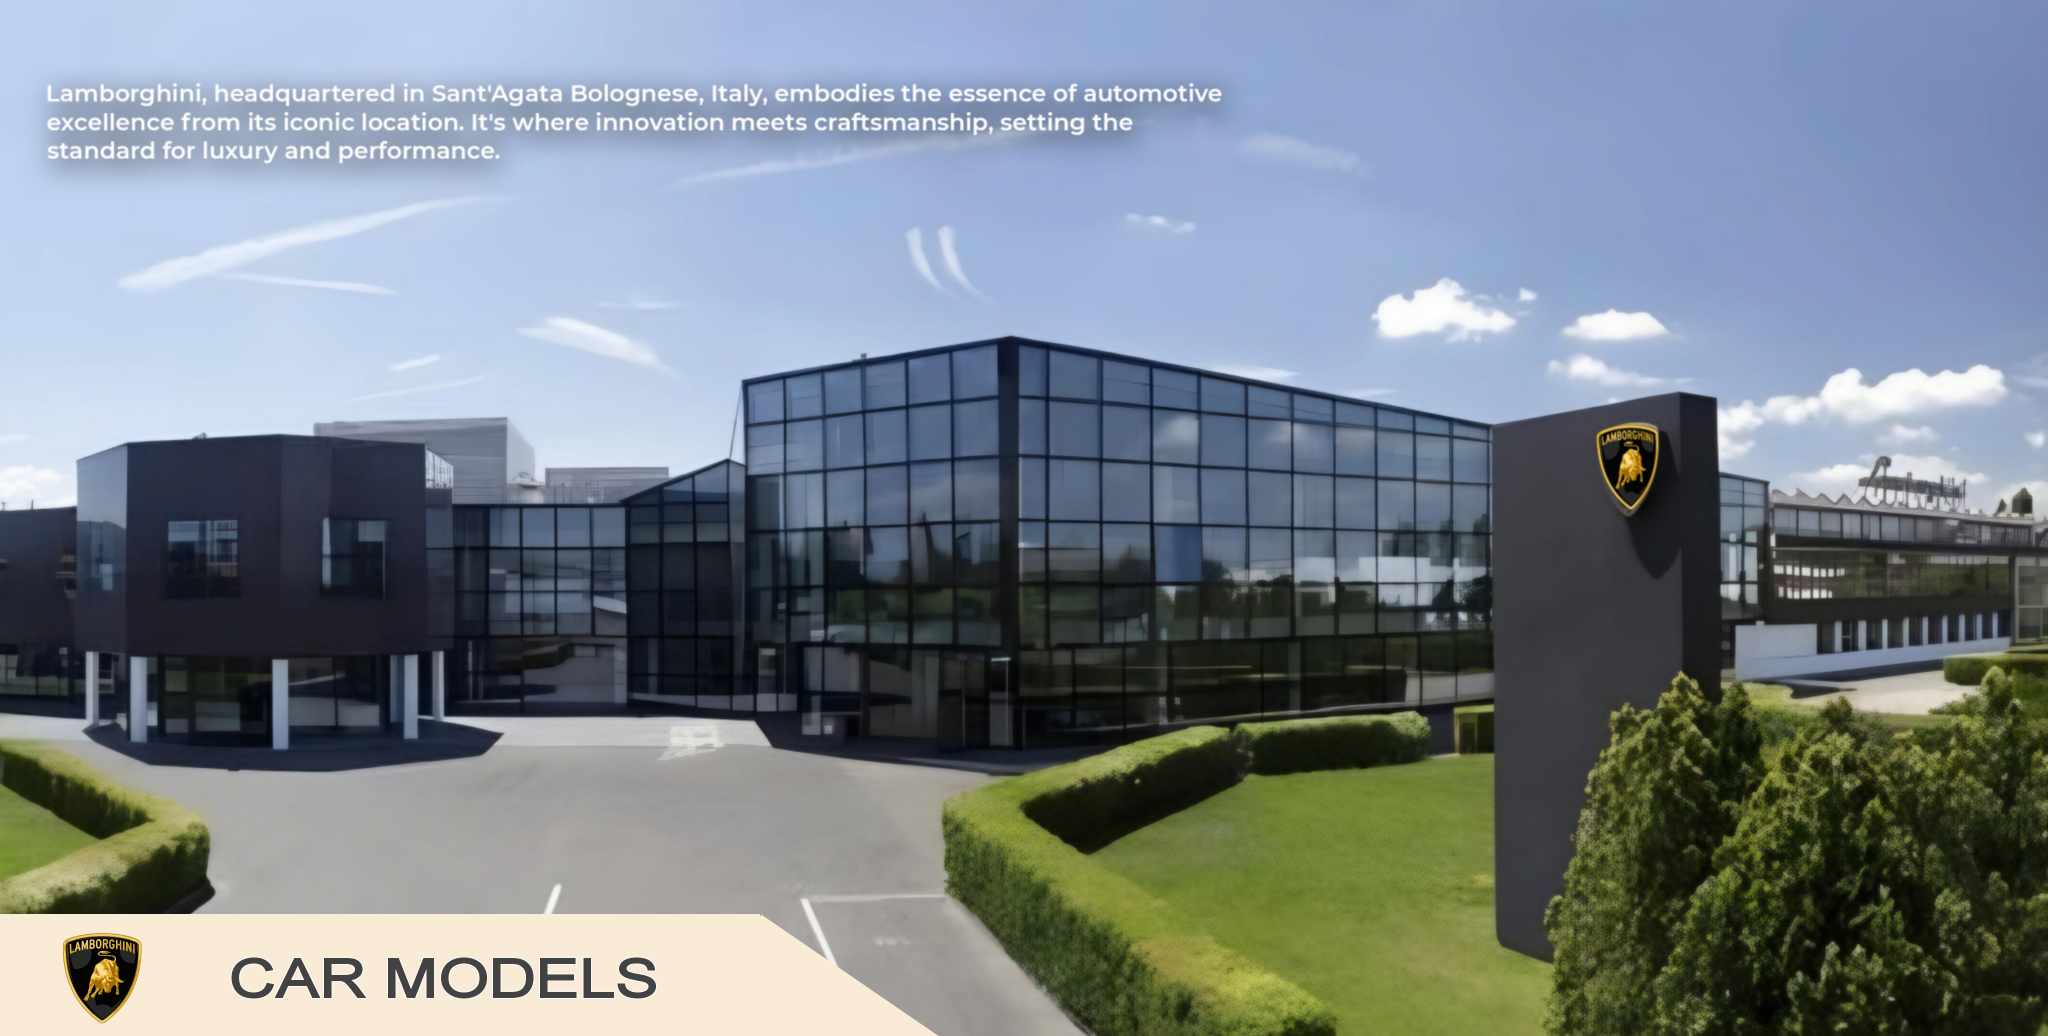 Lamborghini, headquartered in Sant'Agata Bolognese, Italy, embodies the essence of automotive
excellence from its iconic location. It's where innovation meets craftsmanship, setting the
standard for luxury and performance.
LAMBORGHINI
LAMBORGHINI
CAR MODELS